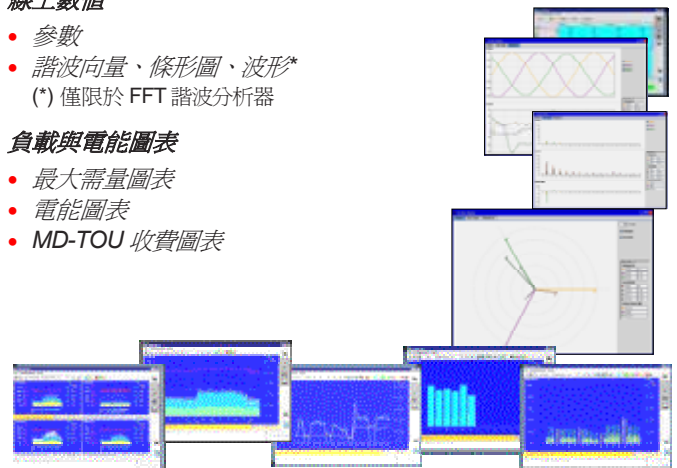 線上數值
• 參數
• 諧波向量、條形圖、波形*
(*) 僅限於 FFT 諧波分析器
負載與電能圖表
• 最大需量圖表
• 電能圖表
• MD-TOU 收費圖表